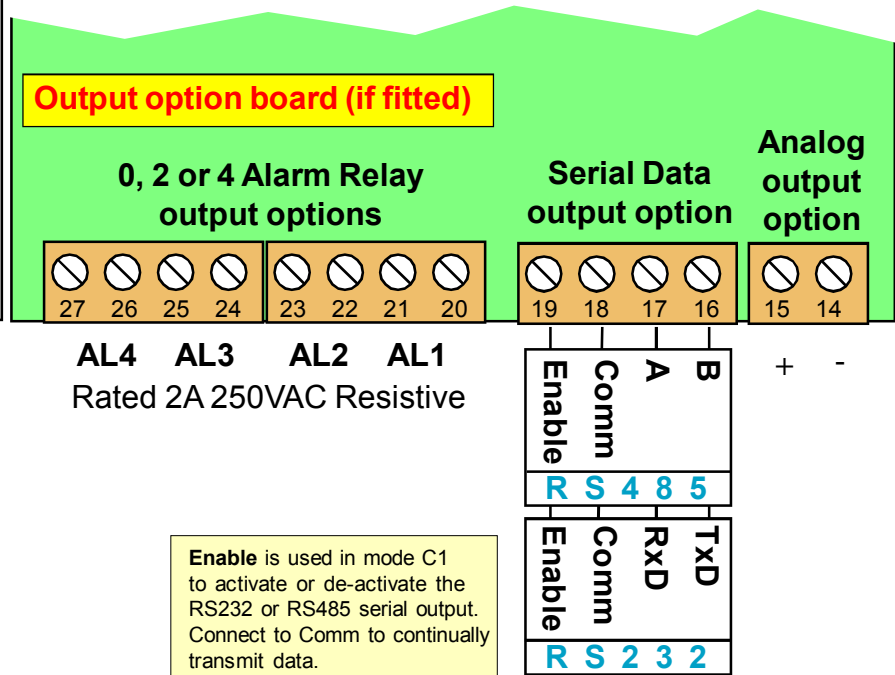 Output option board (if fitted)
0, 2 or 4 Alarm Relay
output options
Serial Data
output option
Analog
output
option
27 26 25 24 23 22 21 20
19 18 17 16
15 14
AL4 AL3 AL2 AL1
Rated 2A 250VAC Resistive
Enable Comm A B
R S 4 8 5
+ -
Enable Comm RxD TxD
R S 2 3 2
Enable is used in mode C1
to activate or de-activate the
RS232 or RS485 serial output.
Connect to Comm to continually
transmit data.